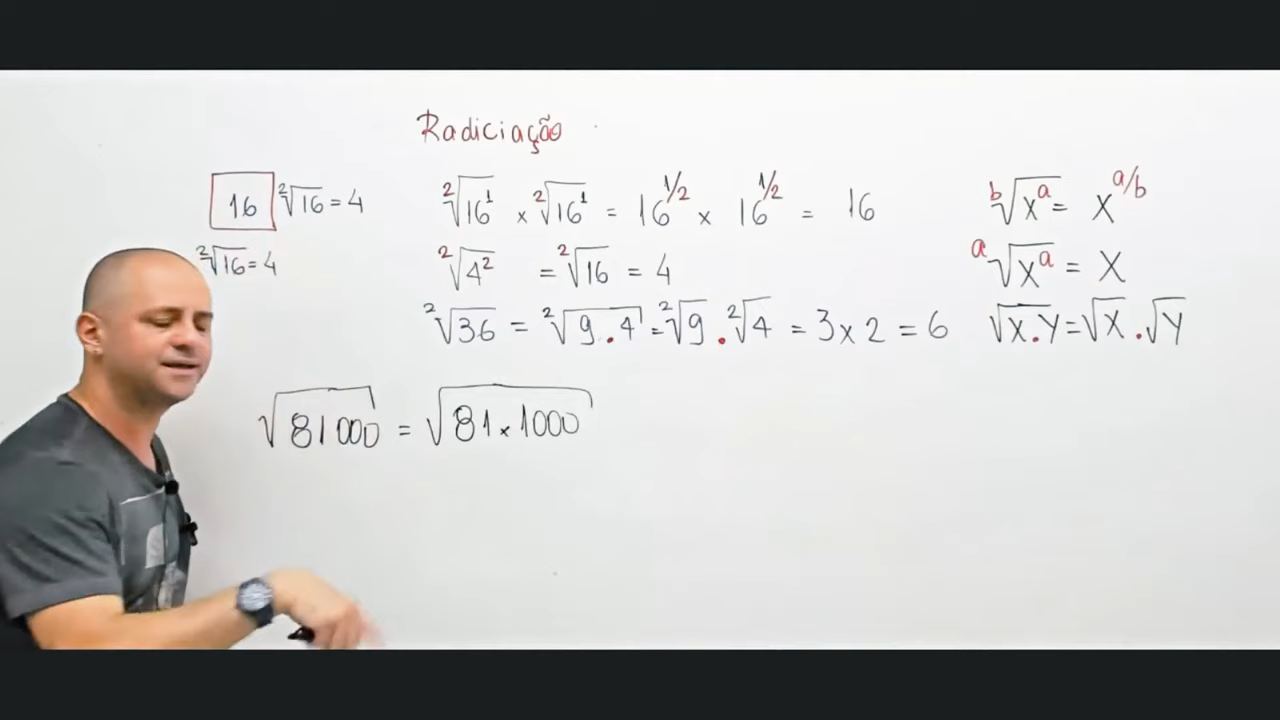 Radiciação
16 ²√16 = 4
²√16 = 4
²√16¹ × ²√16¹ = 16^1/2 × 16^1/2 = 16
²√4² = ²√16 = 4
²√36 = ²√9.4 = ²√9 . ²√4 = 3 x 2 = 6
ᵇ√xᵃ = x^a/b
ᵃ√xᵃ = x
√x.y = √x . √y
√81000 = √81 × 1000